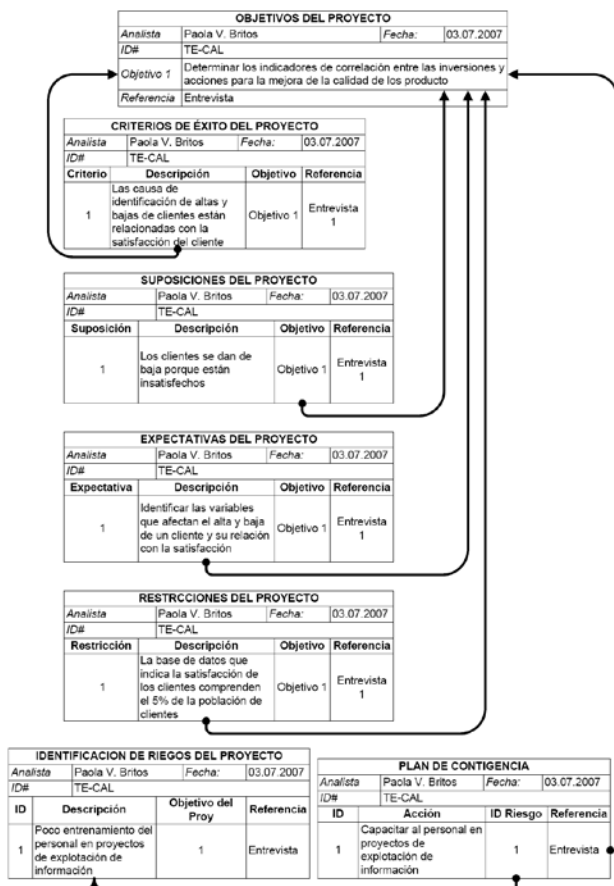 OBJETIVOS DEL PROYECTO
Analista Paola V. Britos Fecha: 03.07.2007
ID# TE-CAL
Objetivo 1 Determinar los indicadores de correlación entre las inversiones y
acciones para la mejora de la calidad de los producto
Referencia Entrevista
CRITERIOS DE ÉXITO DEL PROYECTO
Analista Paola V. Britos Fecha: 03.07.2007
ID# TE-CAL
Criterio Descripción Objetivo Referencia
1 Las causa de
identificación de altas y
bajas de clientes están
relacionadas con la
satisfacción del cliente
Objetivo 1
Entrevista
1
SUPOSICIONES DEL PROYECTO
Analista Paola V. Britos Fecha: 03.07.2007
ID# TE-CAL
Suposición Descripción Objetivo Referencia
1 Los clientes se dan de
baja porque están
insatisfechos
Objetivo 1
Entrevista
1
EXPECTATIVAS DEL PROYECTO
Analista Paola V. Britos Fecha: 03.07.2007
ID# TE-CAL
Expectativa Descripción Objetivo Referencia
1 Identificar las variables
que afectan el alta y baja
de un cliente y su relación
con la satisfacción
Objetivo 1
Entrevista
1
RESTRCCIONES DEL PROYECTO
Analista Paola V. Britos Fecha: 03.07.2007
ID# TE-CAL
Restricción Descripción Objetivo Referencia
1 La base de datos que
indica la satisfacción de
los clientes comprenden
el 5% de la población de
clientes
Objetivo 1
Entrevista
1
IDENTIFICACION DE RIEGOS DEL PROYECTO
Analista Paola V. Britos Fecha: 03.07.2007
ID# TE-CAL
ID Descripción Objetivo del
Proy Referencia
1 Poco entrenamiento del
personal en proyectos
de explotación de
información
1 Entrevista
PLAN DE CONTIGENCIA
Analista Paola V. Britos Fecha: 03.07.2007
ID# TE-CAL
ID Acción ID Riesgo Referencia
1 Capacitar al personal en
proyectos de
explotación de
información
1 Entrevista